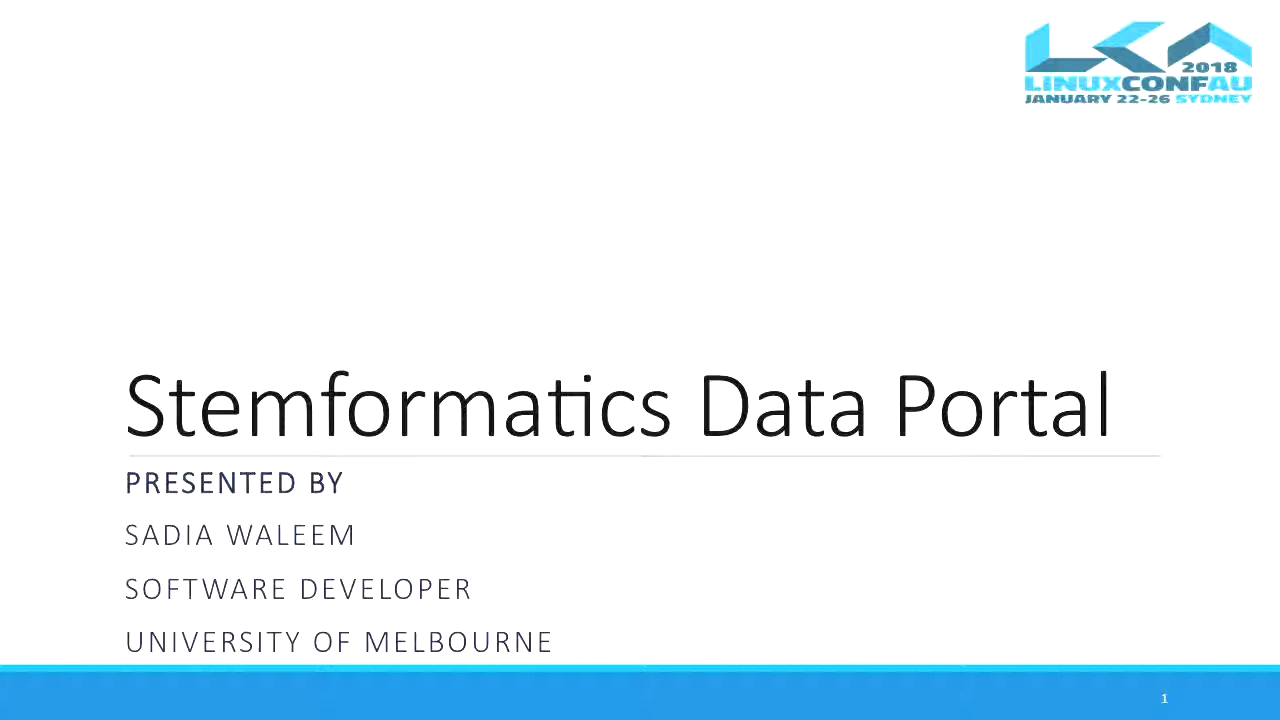 2018
LINUXCONFAU
JANUARY 22-26 SYDNEY
Stemformatics Data Portal
PRESENTED BY
SADIA WALEEM
SOFTWARE DEVELOPER
UNIVERSITY OF MELBOURNE
1